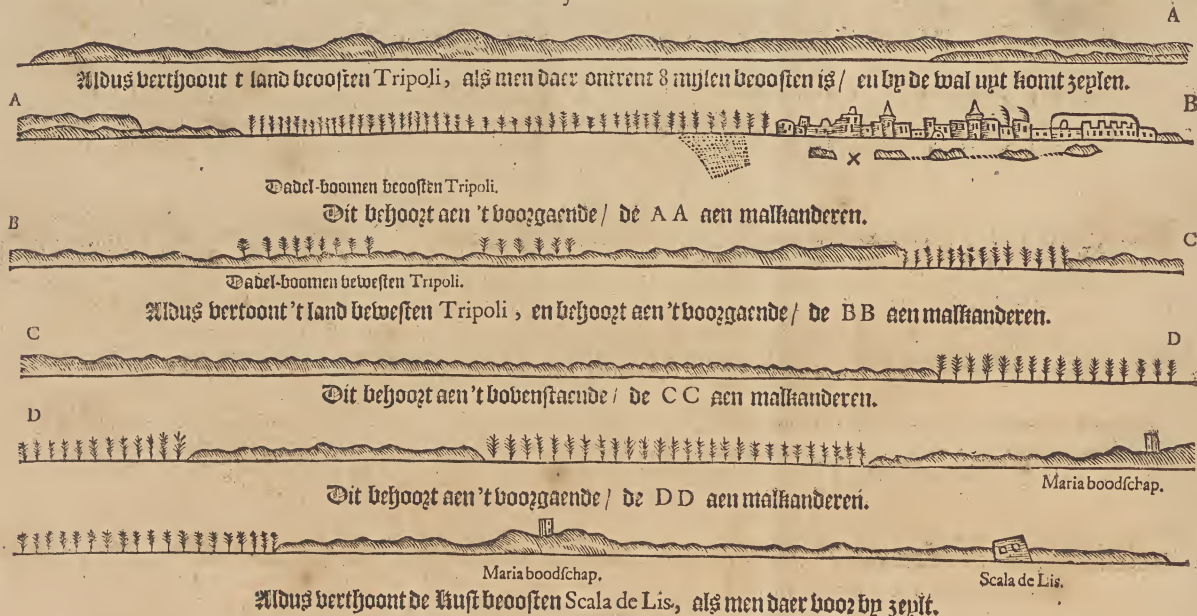 A
Aldus verthoont t land beoosten Tripoli, als men daer ontrent 8 mijlen beoosten is / en by de wal uyt komt zeylen.
A B
Dadel-boomen beoosten Tripoli.
Dit behoort aen 't voorgaende / de A A aen malkanderen.
B C
Dadel-boomen bewesten Tripoli.
Aldus vertoont 't land bewesten Tripoli, en behoort aen 't voorgaende / de B B aen malkanderen.
C D
Dit behoort aen 't bovenstaende / de C C aen malkanderen.
D
Maria boodschap.
Dit behoort aen 't voorgaende / de D D aen malkanderen.
Maria boodschap. Scala de Lis.
Aldus verthoont de Kust beoosten Scala de Lis, als men daer voor by zeylt.